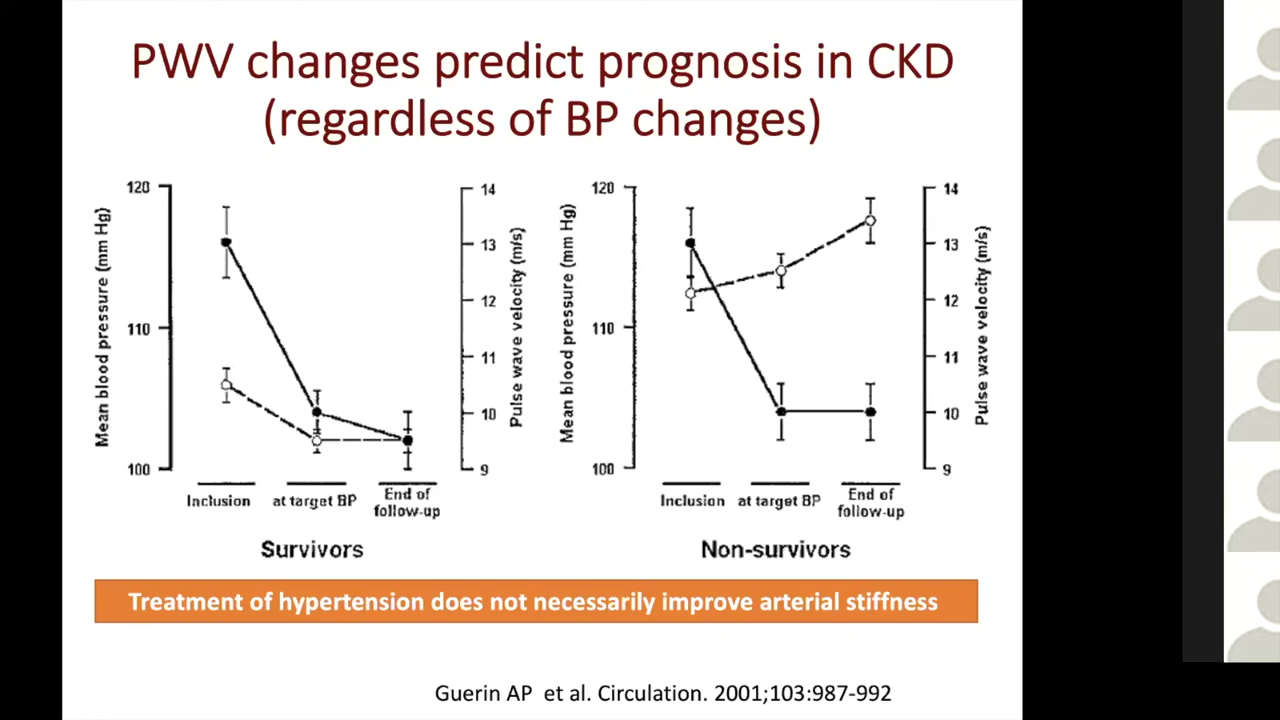 PWV changes predict prognosis in CKD
(regardless of BP changes)
Mean blood pressure (mm Hg)
120
110
100
14
13
12
11
10
9
Pulse wave velocity (m/s)
Inclusion
at target BP
End of
follow-up
Survivors
Mean blood pressure (mm Hg)
120
110
100
14
13
12
11
10
9
Pulse wave velocity (m/s)
Inclusion
at target BP
End of
follow-up
Non-survivors
Treatment of hypertension does not necessarily improve arterial stiffness
Guerin AP et al. Circulation. 2001;103:987-992